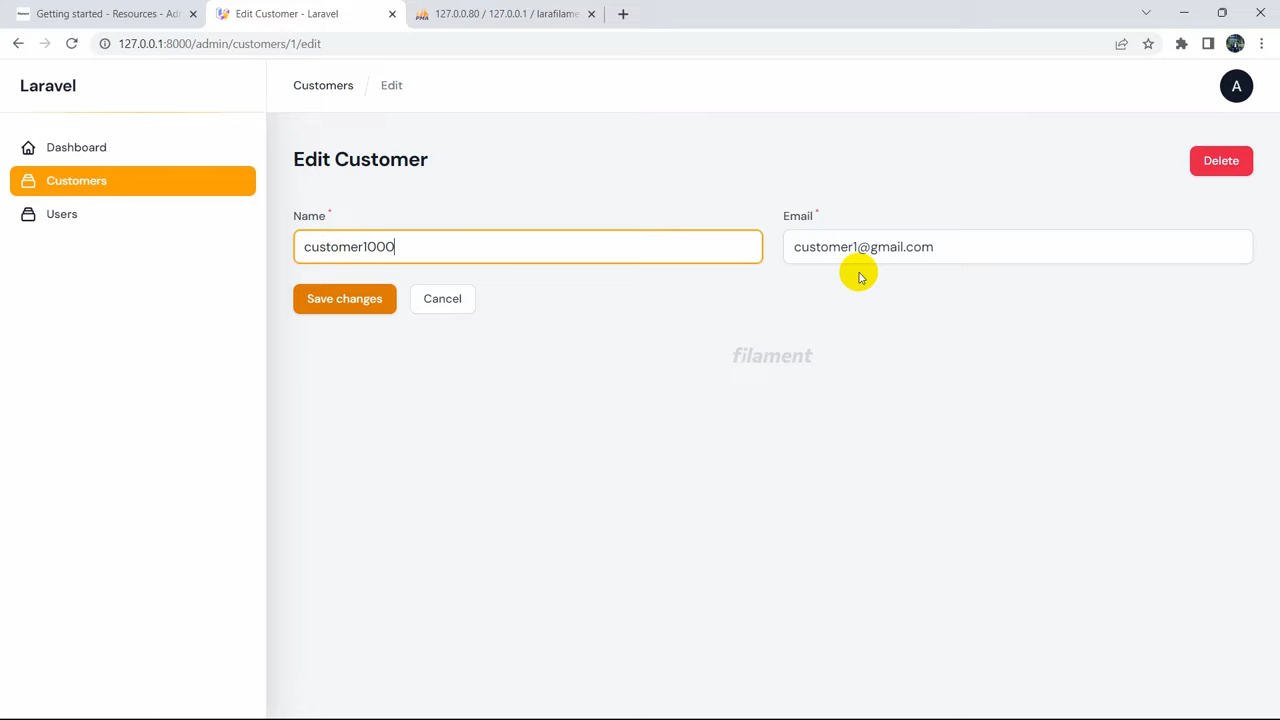 Getting started - Resources - Adm
Edit Customer - Laravel
PMA
127.0.0.80 / 127.0.0.1 / larafilame
127.0.0.1:8000/admin/customers/1/edit
Laravel
Customers
Edit
A
Dashboard
Customers
Users
Edit Customer
Delete
Name *
Email *
customer1000
customer1@gmail.com
Save changes
Cancel
filament